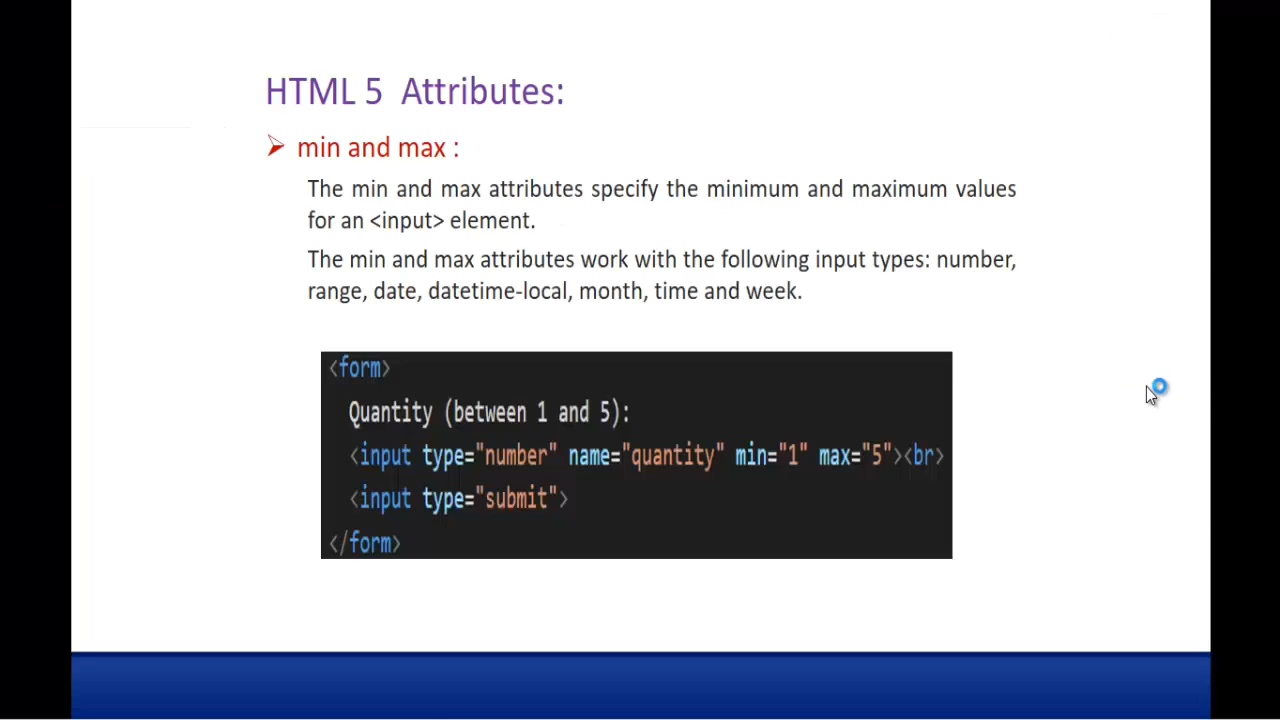 HTML 5 Attributes:
min and max :
The min and max attributes specify the minimum and maximum values
for an <input> element.
The min and max attributes work with the following input types: number,
range, date, datetime-local, month, time and week.
<form>
Quantity (between 1 and 5):
<input type="number" name="quantity" min="1" max="5"><br>
<input type="submit">
</form>